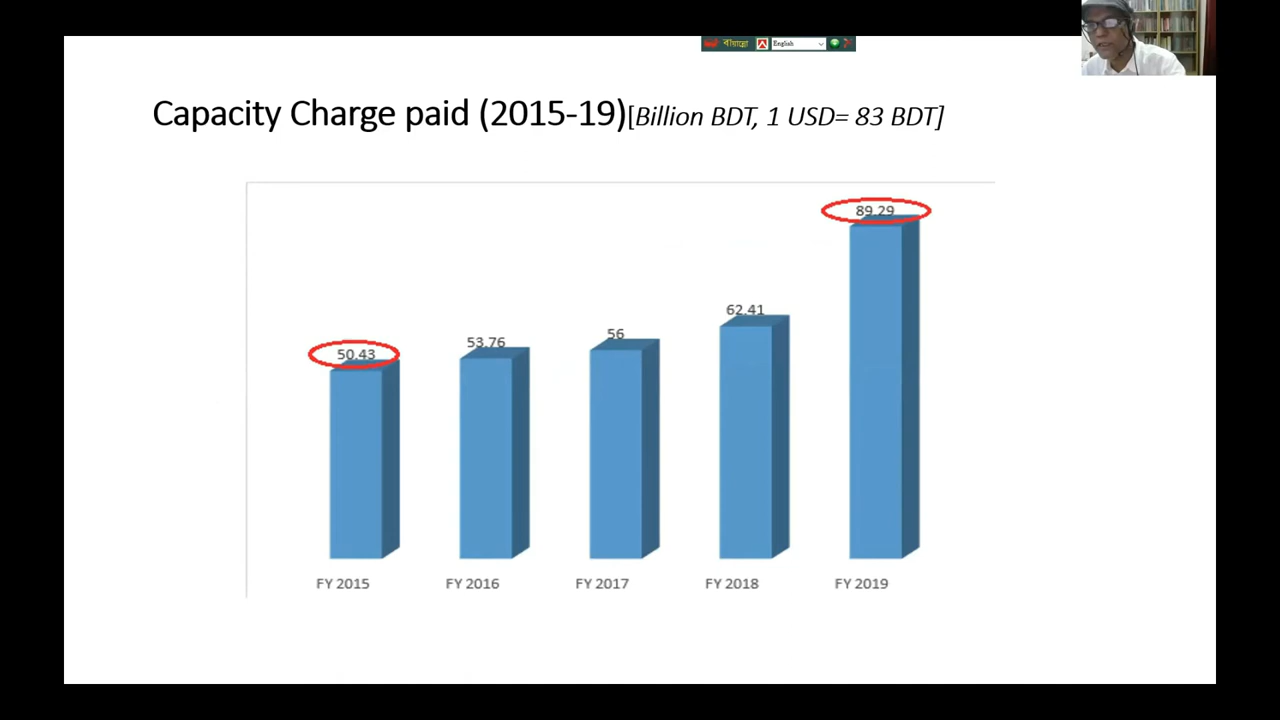 বায়ান্নো English
Capacity Charge paid (2015-19)[Billion BDT, 1 USD= 83 BDT]
89.29
62.41
56
53.76
50.43
FY 2015 FY 2016 FY 2017 FY 2018 FY 2019